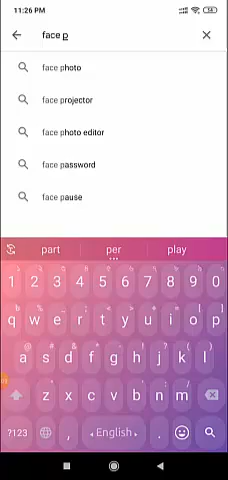 11:26 PM
54
face p
face photo
face projector
face photo editor
face password
face pause
part per play
1 2 3 4 5 6 7 8 9 0
q w e r t y u i o p
a s d f g h j k l
z x c v b n m
?123 , English .